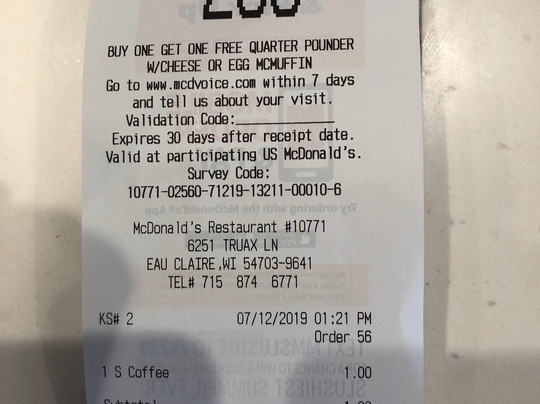 BUY ONE GET ONE FREE QUARTER POUNDER
W/CHEESE OR EGG MCMUFFIN
Go to www.mcdvoice.com within 7 days
and tell us about your visit.
Validation Code:_______________
Expires 30 days after receipt date.
Valid at participating US McDonald's.
Survey Code:
10771-02560-71219-13211-00010-6
McDonald's Restaurant #10771
6251 TRUAX LN
EAU CLAIRE,WI 54703-9641
TEL# 715 874 6771
KS# 2 07/12/2019 01:21 PM
Order 56
1 S Coffee 1.00